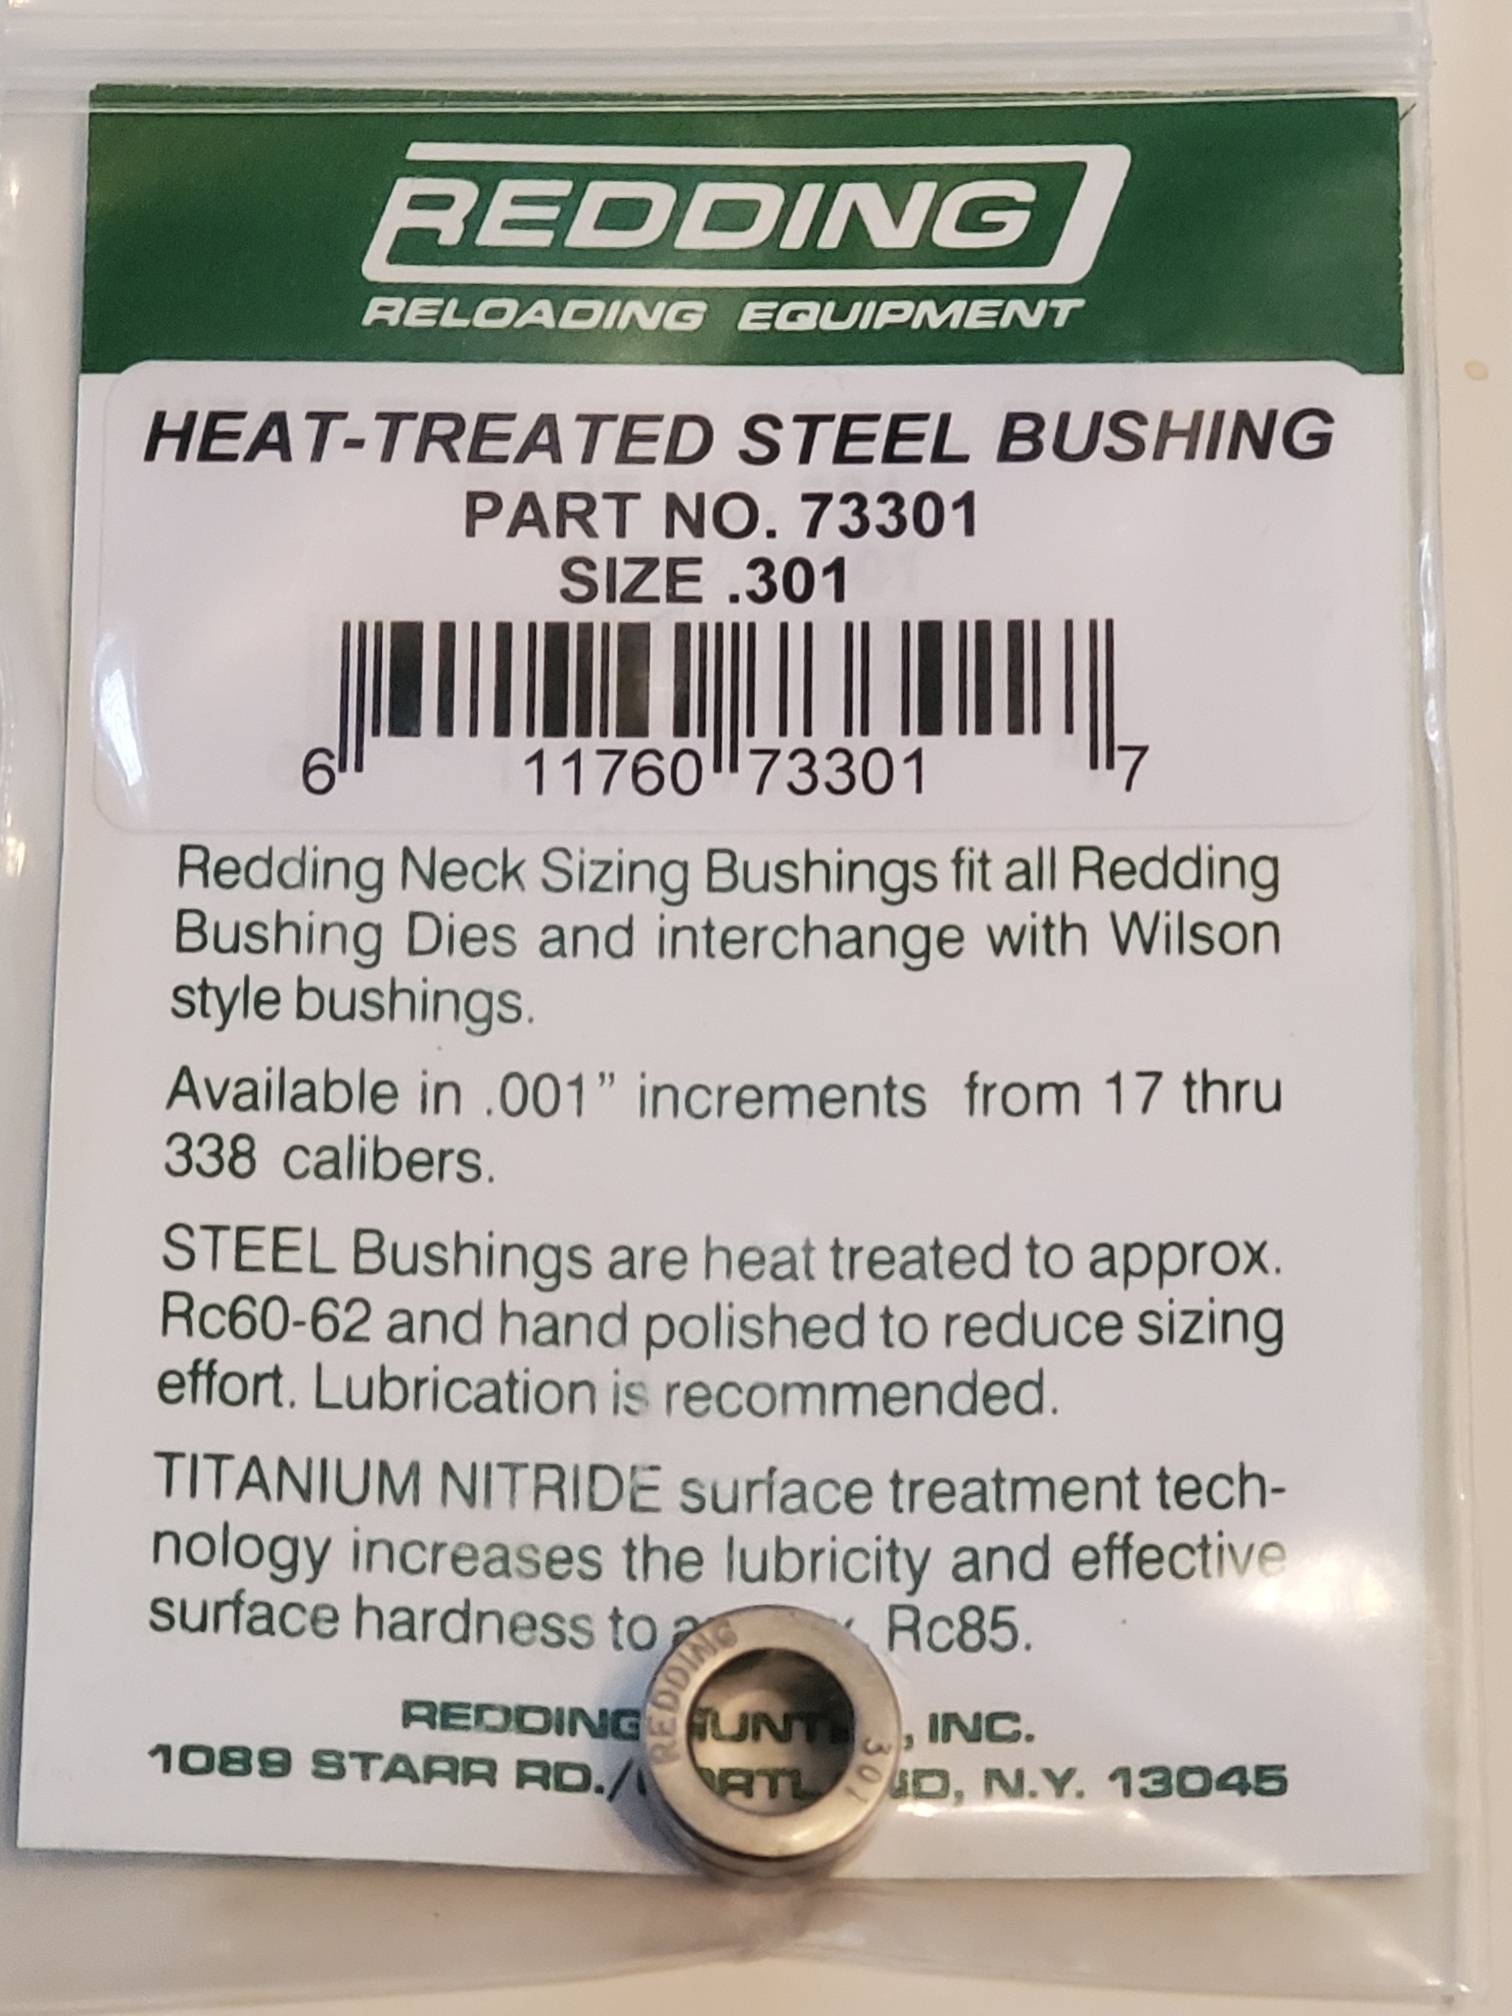 REDDING
RELOADING EQUIPMENT
HEAT-TREATED STEEL BUSHING
PART NO. 73301
SIZE .301
6 11760 73301 7
Redding Neck Sizing Bushings fit all Redding
Bushing Dies and interchange with Wilson
style bushings.
Available in .001” increments from 17 thru
338 calibers.
STEEL Bushings are heat treated to approx.
Rc60-62 and hand polished to reduce sizing
effort. Lubrication is recommended.
TITANIUM NITRIDE surface treatment tech-
nology increases the lubricity and effective
surface hardness to Rc85.
REDDING , INC.
1089 STARR RD./ N.Y. 13045
REDDING
301